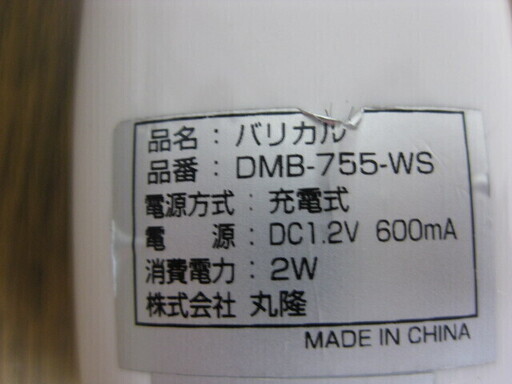 品名：バリカル
品番：DMB-755-WS
電源方式：充電式
電　源：DC1.2V 600mA
消費電力：2W
株式会社 丸隆
MADE IN CHINA